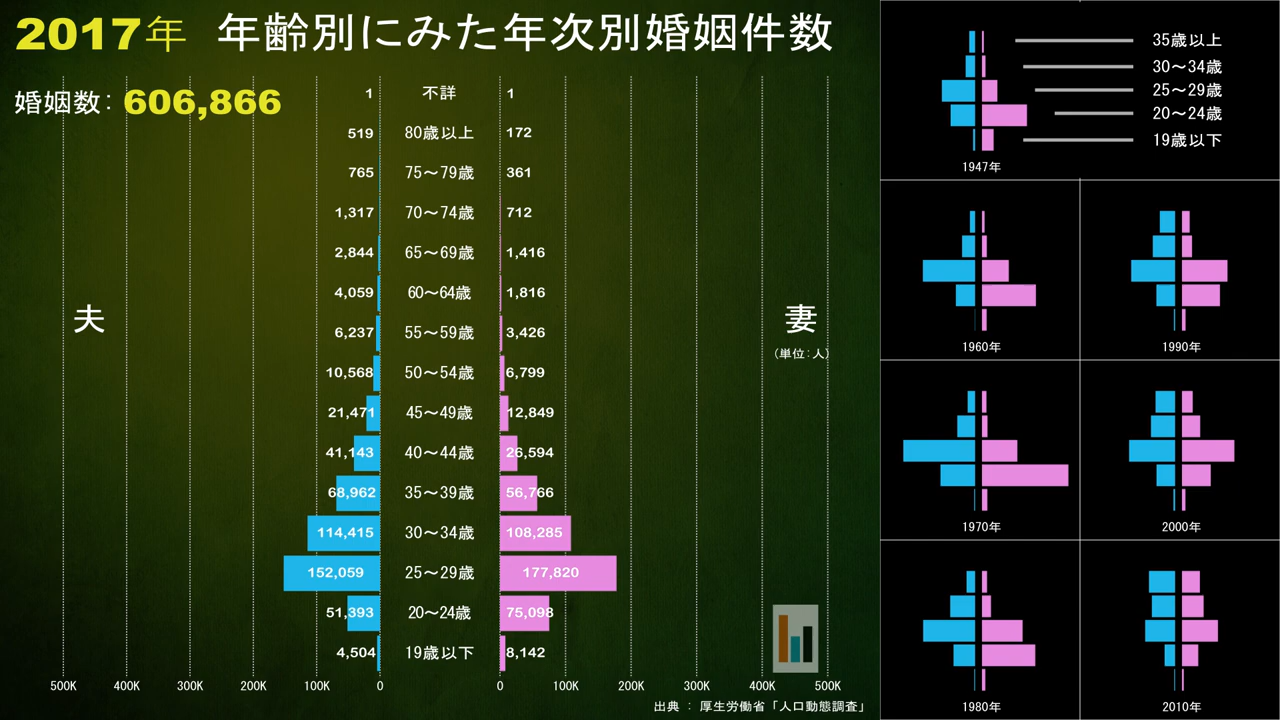 2017年 年齢別にみた年次別婚姻件数
婚姻数: 606,866
1 不詳 1
519 80歳以上 172
765 75～79歳 361
1,317 70～74歳 712
2,844 65～69歳 1,416
4,059 60～64歳 1,816
夫
妻
6,237 55～59歳 3,426
(単位:人)
10,568 50～54歳 6,799
21,471 45～49歳 12,849
41,143 40～44歳 26,594
68,962 35～39歳 56,766
114,415 30～34歳 108,285
152,059 25～29歳 177,820
51,393 20～24歳 75,098
4,504 19歳以下 8,142
500K 400K 300K 200K 100K 0 0 100K 200K 300K 400K 500K
出典 : 厚生労働省「人口動態調査」
35歳以上
30～34歳
25～29歳
20～24歳
19歳以下
1947年
1960年 1990年
1970年 2000年
1980年 2010年